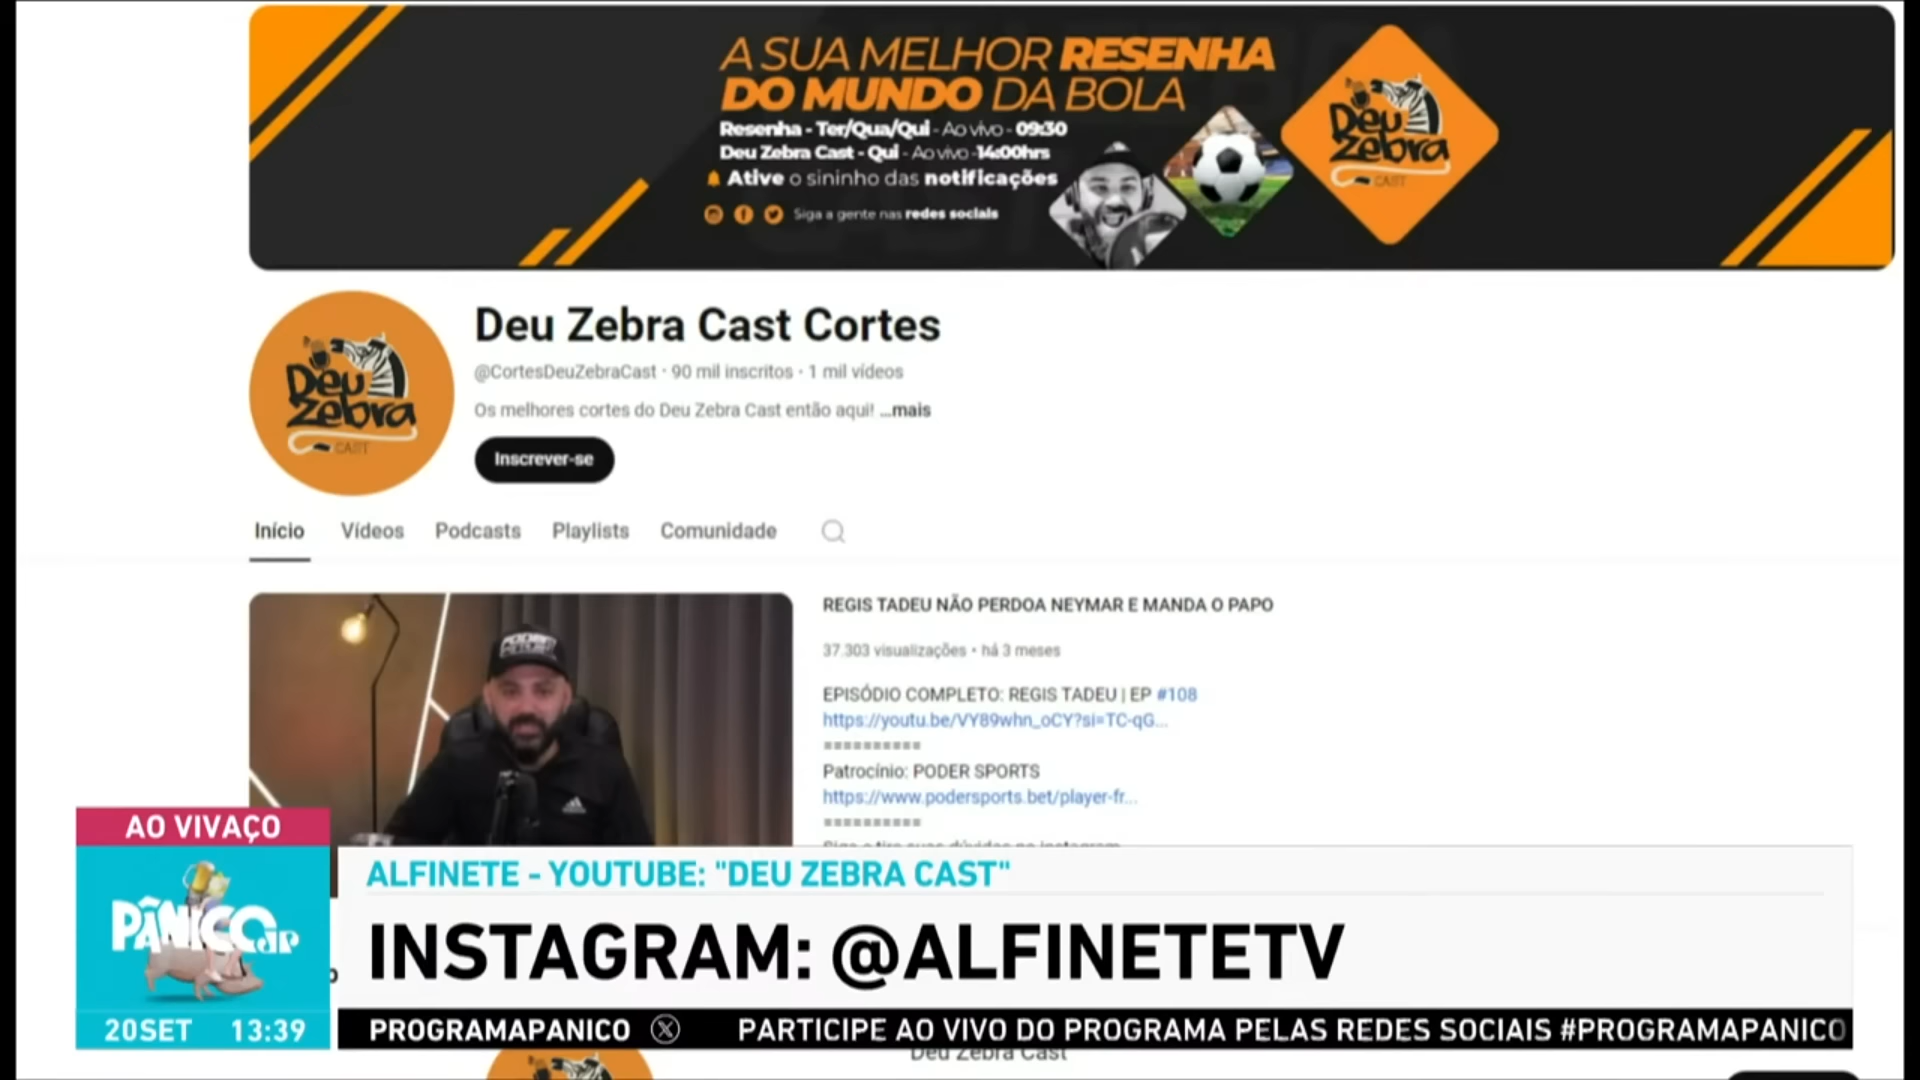 A SUA MELHOR RESENHA
DO MUNDO DA BOLA
Resenha - Ter/Qua/Qui - Ao vivo - 09:30
Deu Zebra Cast - Qui - Ao vivo -14:00hrs
Ative o sininho das notificações
Siga a gente nas redes sociais
Deu
Zebra
CAST
Deu Zebra Cast Cortes
@CortesDeuZebraCast · 90 mil inscritos · 1 mil vídeos
Os melhores cortes do Deu Zebra Cast então aqui! ...mais
Inscrever-se
Deu
Zebra
CAST
Início Vídeos Podcasts Playlists Comunidade
REGIS TADEU NÃO PERDOA NEYMAR E MANDA O PAPO
37.303 visualizações • há 3 meses
EPISÓDIO COMPLETO: REGIS TADEU | EP #108
https://youtu.be/VY89whn_oCY?si=TC-qG...
==========
Patrocínio: PODER SPORTS
https://www.podersports.bet/player-fr...
==========
PODER
AO VIVAÇO
PÂNICO JP
20SET 13:39
ALFINETE - YOUTUBE: "DEU ZEBRA CAST"
INSTAGRAM: @ALFINETETV
PROGRAMAPANICO X PARTICIPE AO VIVO DO PROGRAMA PELAS REDES SOCIAIS #PROGRAMAPANICO
Deu Zebra Cast